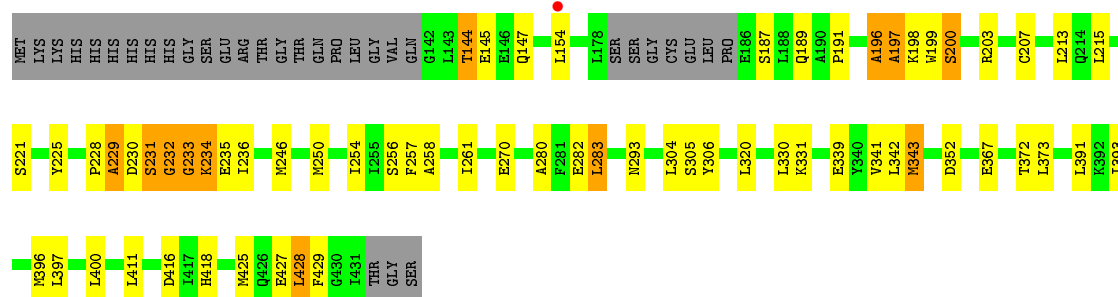 MET LYS LYS HIS HIS HIS HIS HIS HIS GLY SER GLU ARG THR GLY THR GLN PRO LEU GLY VAL GLN G142 L143 T144 E145 E146 Q147 L154 L178 SER SER GLY CYS GLU LEU PRO E186 S187 L188 Q189 A190 P191 A196 A197 K198 W199 S200 R203 C207 L213 Q214 L215
S221 Y225 P228 A229 D230 S231 G232 G233 K234 E235 I236 M246 M250 I254 I255 S256 F257 A258 I261 E270 A280 F281 E282 L283 N293 L304 S305 Y306 L320 L330 K331 E339 Y340 V341 L342 M343 D352 E367 T372 L373 L391 K392
M396 L397 L400 L411 D416 I417 H418 M425 Q426 E427 L428 F429 G430 I431 THR GLY SER